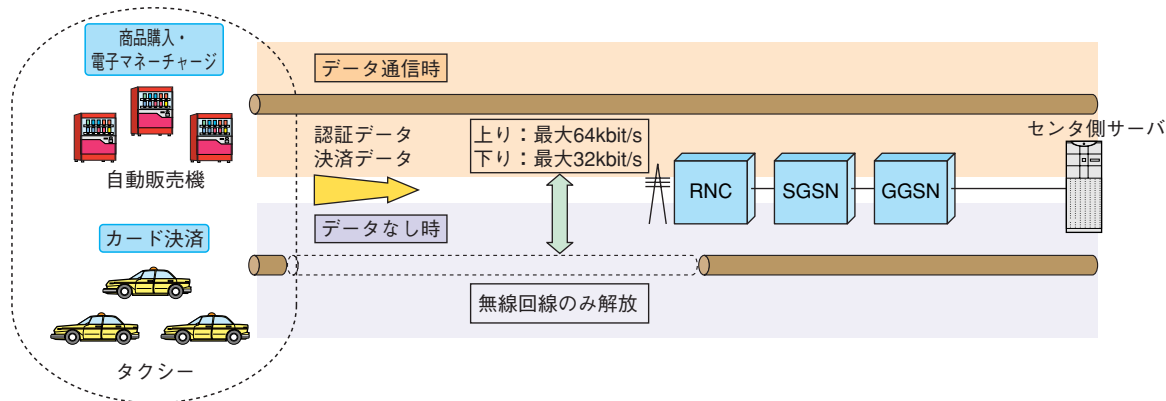 商品購入・
電子マネーチャージ
自動販売機
カード決済
タクシー
データ通信時
認証データ
決済データ
上り：最大64kbit/s
下り：最大32kbit/s
データなし時
無線回線のみ解放
RNC
SGSN
GGSN
センタ側サーバ